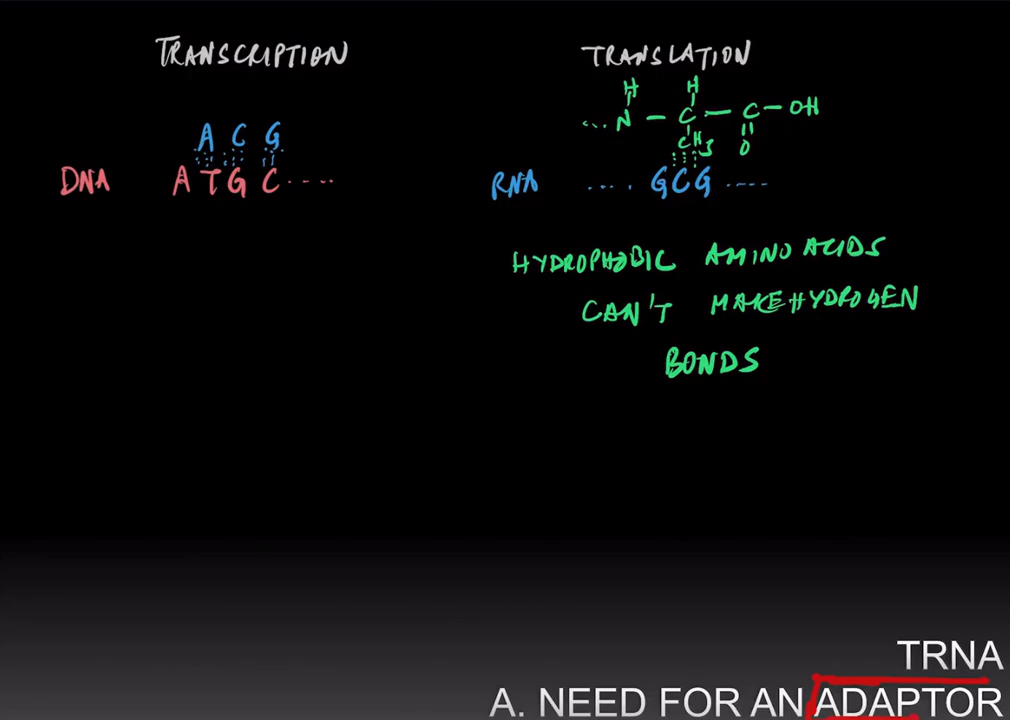 TRANSCRIPTION
A C G
DNA A T G C ....
TRANSLATION
H H
... N — C — C — OH
CH3 O
RNA .... GCG ....
HYDROPHOBIC AMINO ACIDS
CAN'T MAKE HYDROGEN
BONDS
TRNA
A. NEED FOR AN ADAPTOR